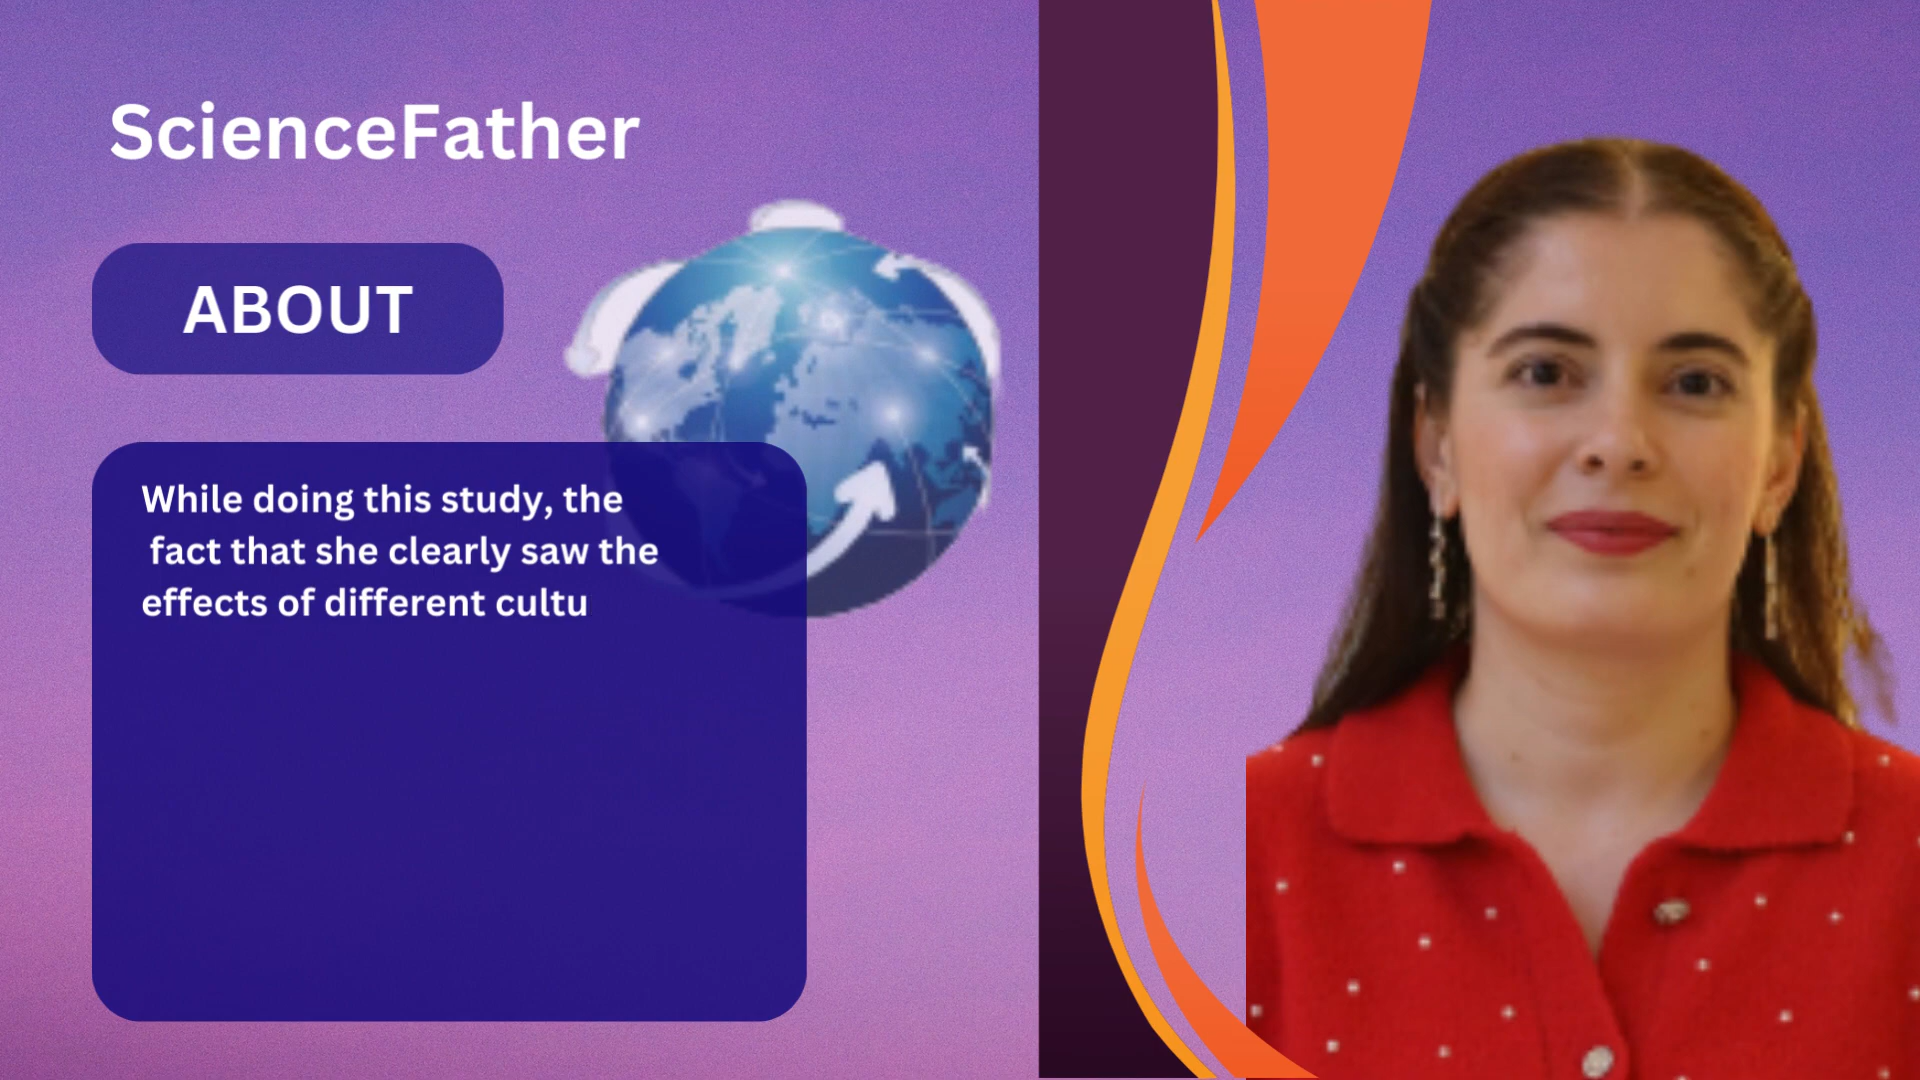 ScienceFather
ABOUT
While doing this study, the
fact that she clearly saw the
effects of different cultu